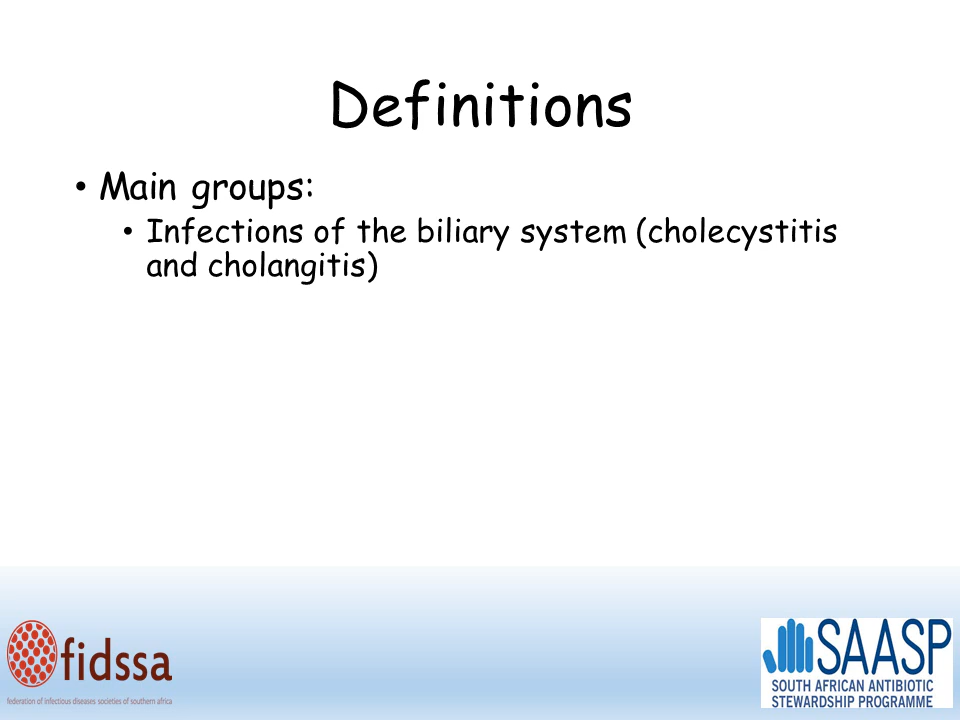 Definitions
• Main groups:
• Infections of the biliary system (cholecystitis
and cholangitis)
fidssa
federation of infectious diseases societies of southern africa
SAASP
SOUTH AFRICAN ANTIBIOTIC
STEWARDSHIP PROGRAMME